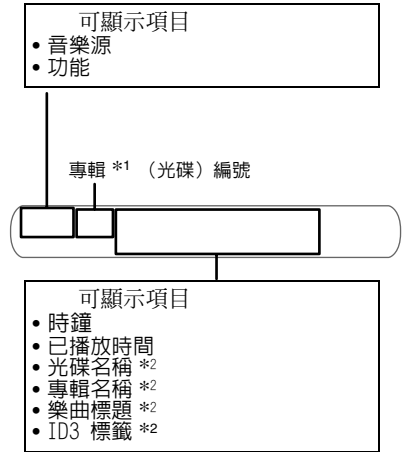 可顯示項目
• 音樂源
• 功能
專輯 *1 （光碟）編號
可顯示項目
• 時鐘
• 已播放時間
• 光碟名稱 *2
• 專輯名稱 *2
• 樂曲標題 *2
• ID3 標籤 *2